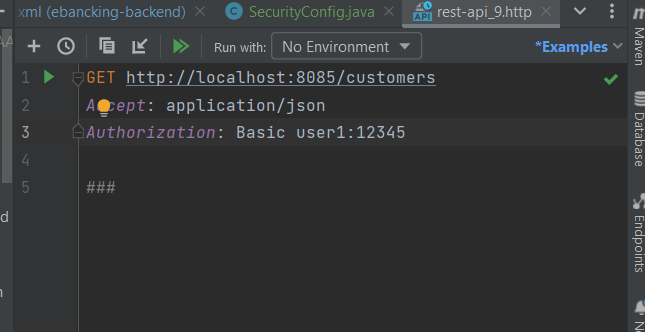 xml (ebancking-backend)
SecurityConfig.java
API
rest-api_9.http
Run with:
No Environment
*Examples
1 GET http://localhost:8085/customers
2 Accept: application/json
3 Authorization: Basic user1:12345
4
5 ###
Maven
Database
Endpoints